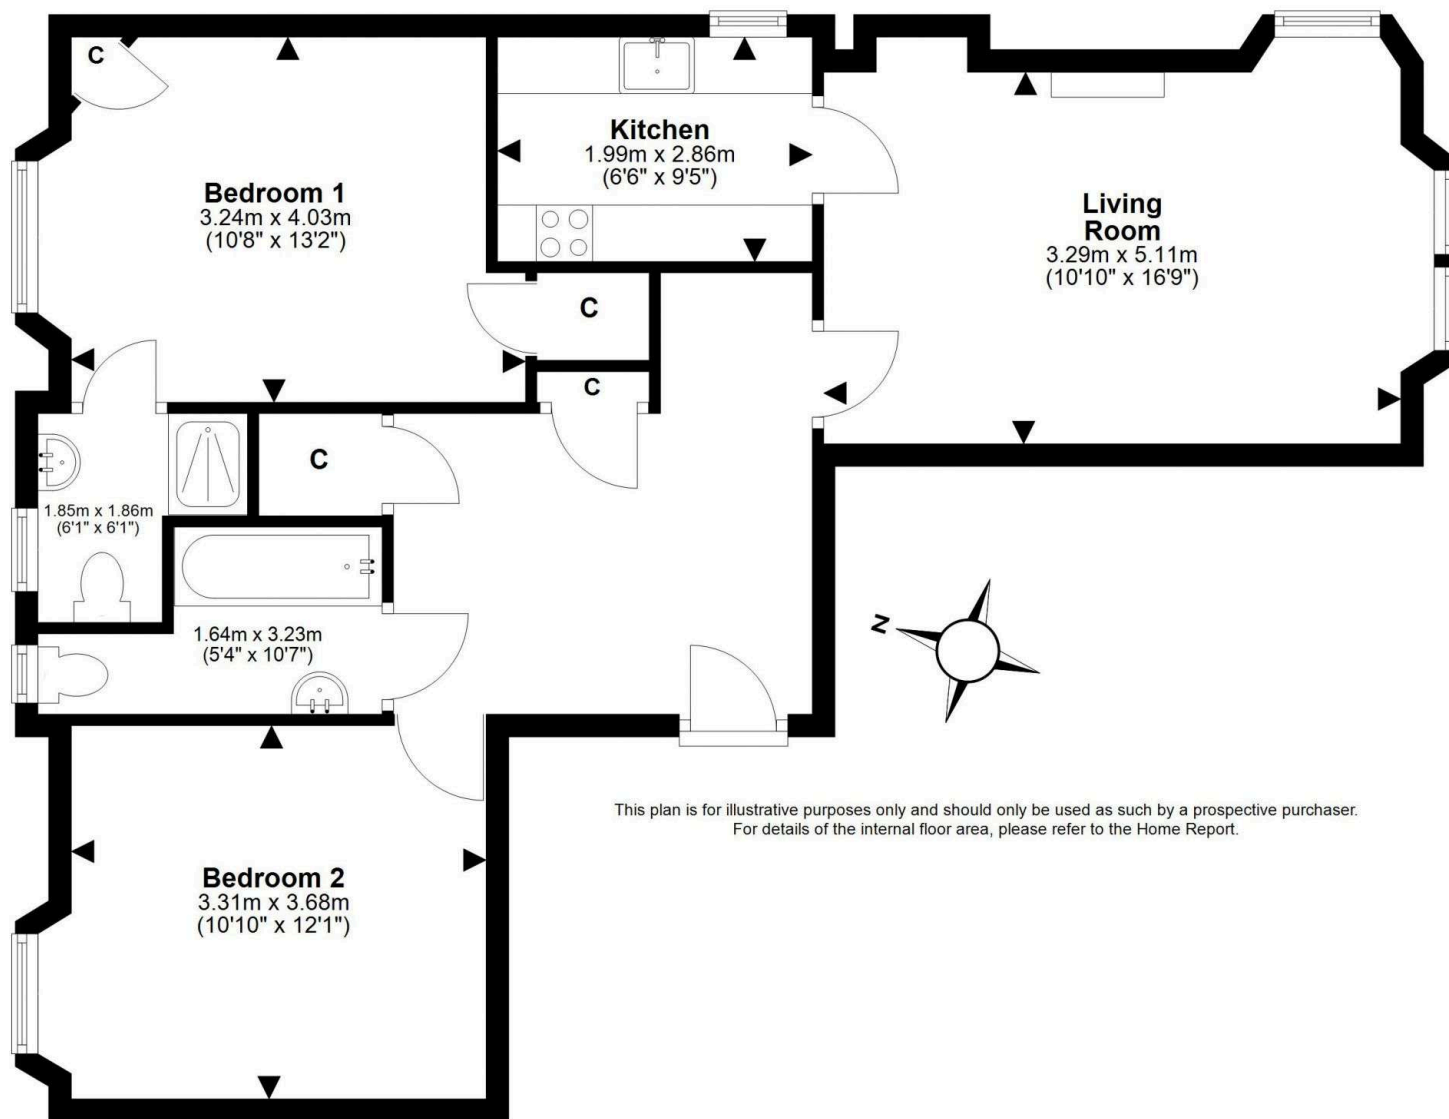 C
Bedroom 1
3.24m x 4.03m
(10'8" x 13'2")
Kitchen
1.99m x 2.86m
(6'6" x 9'5")
Living
Room
3.29m x 5.11m
(10'10" x 16'9")
C
C
C
1.85m x 1.86m
(6'1" x 6'1")
1.64m x 3.23m
(5'4" x 10'7")
N
Bedroom 2
3.31m x 3.68m
(10'10" x 12'1")
This plan is for illustrative purposes only and should only be used as such by a prospective purchaser.
For details of the internal floor area, please refer to the Home Report.